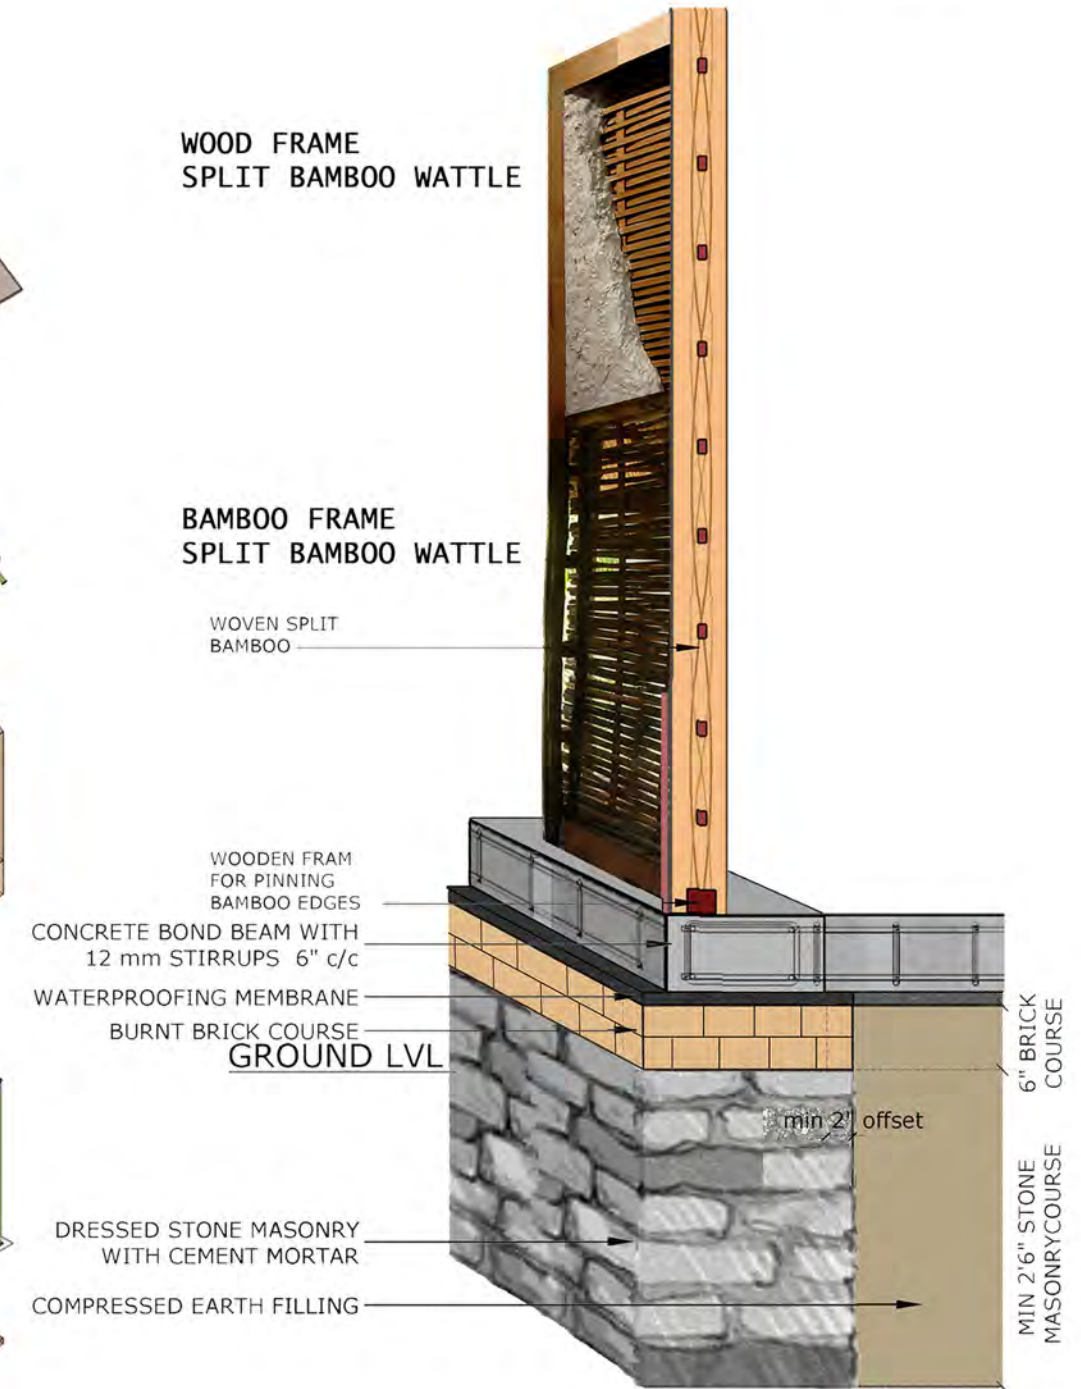 WOOD FRAME
SPLIT BAMBOO WATTLE
BAMBOO FRAME
SPLIT BAMBOO WATTLE
WOVEN SPLIT
BAMBOO
WOODEN FRAM
FOR PINNING
BAMBOO EDGES
CONCRETE BOND BEAM WITH
12 mm STIRRUPS 6" c/c
WATERPROOFING MEMBRANE
BURNT BRICK COURSE
GROUND LVL
min 2" offset
DRESSED STONE MASONRY
WITH CEMENT MORTAR
COMPRESSED EARTH FILLING
6" BRICK
COURSE
MIN 2'6" STONE
MASONRYCOURSE